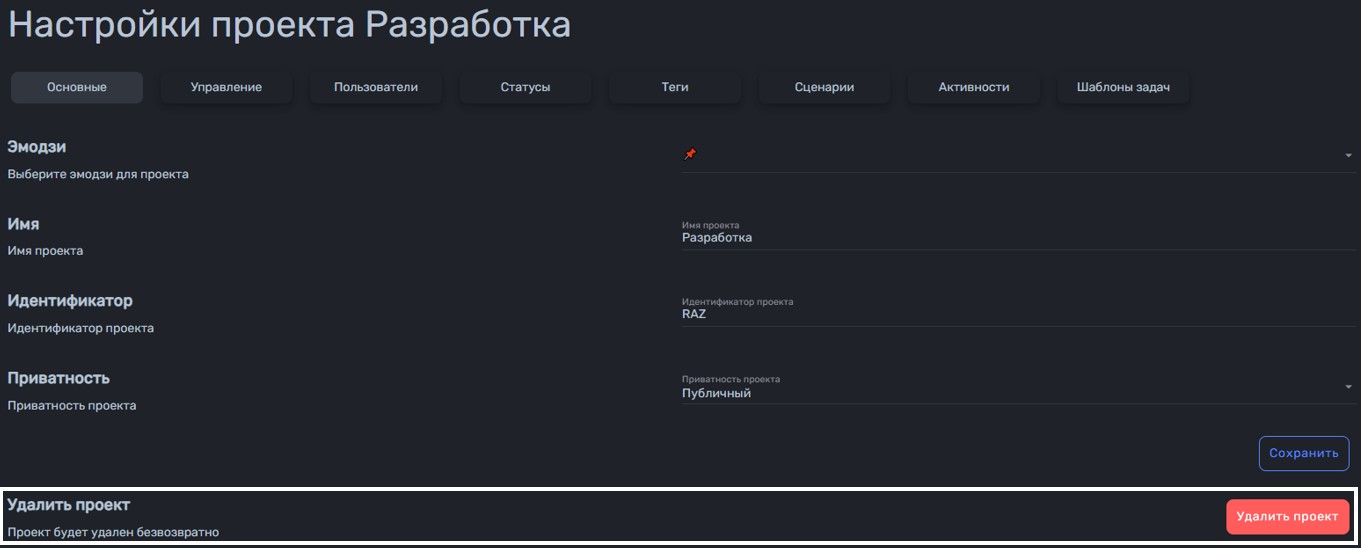 Настройки проекта Разработка
Основные Управление Пользователи Статусы Теги Сценарии Активности Шаблоны задач
Эмодзи
Выберите эмодзи для проекта
Имя
Имя проекта
Имя проекта
Разработка
Идентификатор
Идентификатор проекта
Идентификатор проекта
RAZ
Приватность
Приватность проекта
Приватность проекта
Публичный
Сохранить
Удалить проект
Проект будет удален безвозвратно
Удалить проект